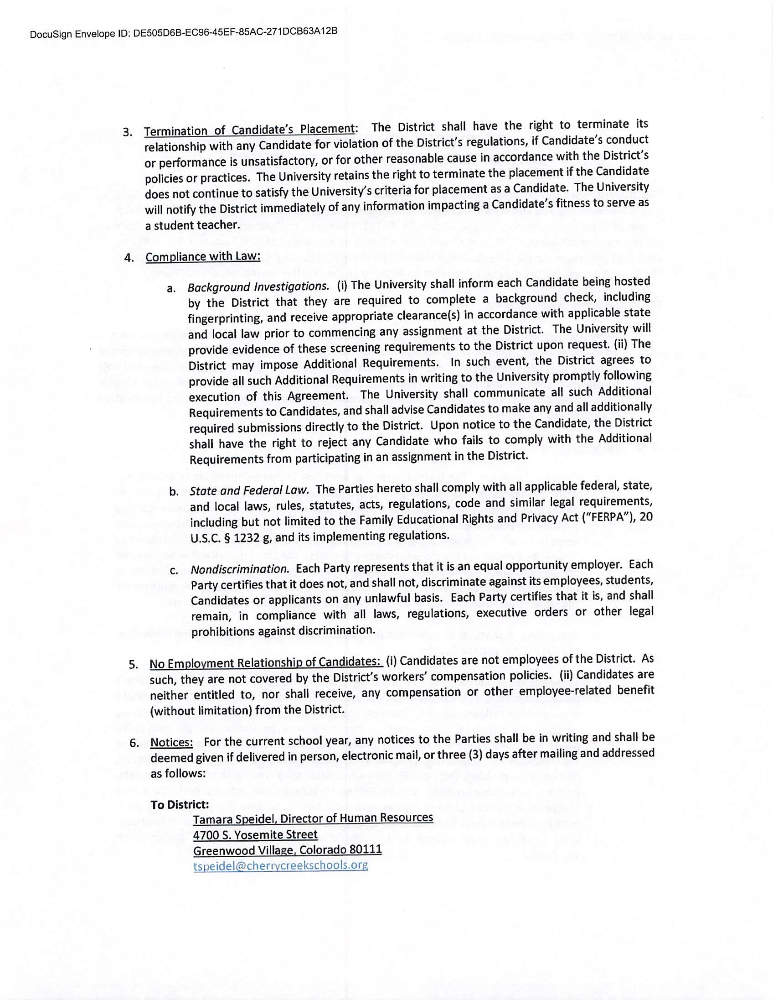 DocuSign Envelope ID: DE505D6B-EC96-45EF-85AC-271DCB63A12B
3. Termination of Candidate's Placement: The District shall have the right to terminate its
relationship with any Candidate for violation of the District's regulations, if Candidate's conduct
or performance is unsatisfactory, or for other reasonable cause in accordance with the District's
policies or practices. The University retains the right to terminate the placement if the Candidate
does not continue to satisfy the University's criteria for placement as a Candidate. The University
will notify the District immediately of any information impacting a Candidate's fitness to serve as
a student teacher.
4. Compliance with Law:
a. Background Investigations. (i) The University shall inform each Candidate being hosted
by the District that they are required to complete a background check, including
fingerprinting, and receive appropriate clearance(s) in accordance with applicable state
and local law prior to commencing any assignment at the District. The University will
provide evidence of these screening requirements to the District upon request. (ii) The
District may impose Additional Requirements. In such event, the District agrees to
provide all such Additional Requirements in writing to the University promptly following
execution of this Agreement. The University shall communicate all such Additional
Requirements to Candidates, and shall advise Candidates to make any and all additionally
required submissions directly to the District. Upon notice to the Candidate, the District
shall have the right to reject any Candidate who fails to comply with the Additional
Requirements from participating in an assignment in the District.
b. State and Federal Law. The Parties hereto shall comply with all applicable federal, state,
and local laws, rules, statutes, acts, regulations, code and similar legal requirements,
including but not limited to the Family Educational Rights and Privacy Act ("FERPA"), 20
U.S.C. § 1232 g, and its implementing regulations.
c. Nondiscrimination. Each Party represents that it is an equal opportunity employer. Each
Party certifies that it does not, and shall not, discriminate against its employees, students,
Candidates or applicants on any unlawful basis. Each Party certifies that it is, and shall
remain, in compliance with all laws, regulations, executive orders or other legal
prohibitions against discrimination.
5. No Employment Relationship of Candidates: (i) Candidates are not employees of the District. As
such, they are not covered by the District's workers' compensation policies. (ii) Candidates are
neither entitled to, nor shall receive, any compensation or other employee-related benefit
(without limitation) from the District.
6. Notices: For the current school year, any notices to the Parties shall be in writing and shall be
deemed given if delivered in person, electronic mail, or three (3) days after mailing and addressed
as follows:
To District:
Tamara Speidel, Director of Human Resources
4700 S. Yosemite Street
Greenwood Village, Colorado 80111
tspeidel@cherrycreekschools.org